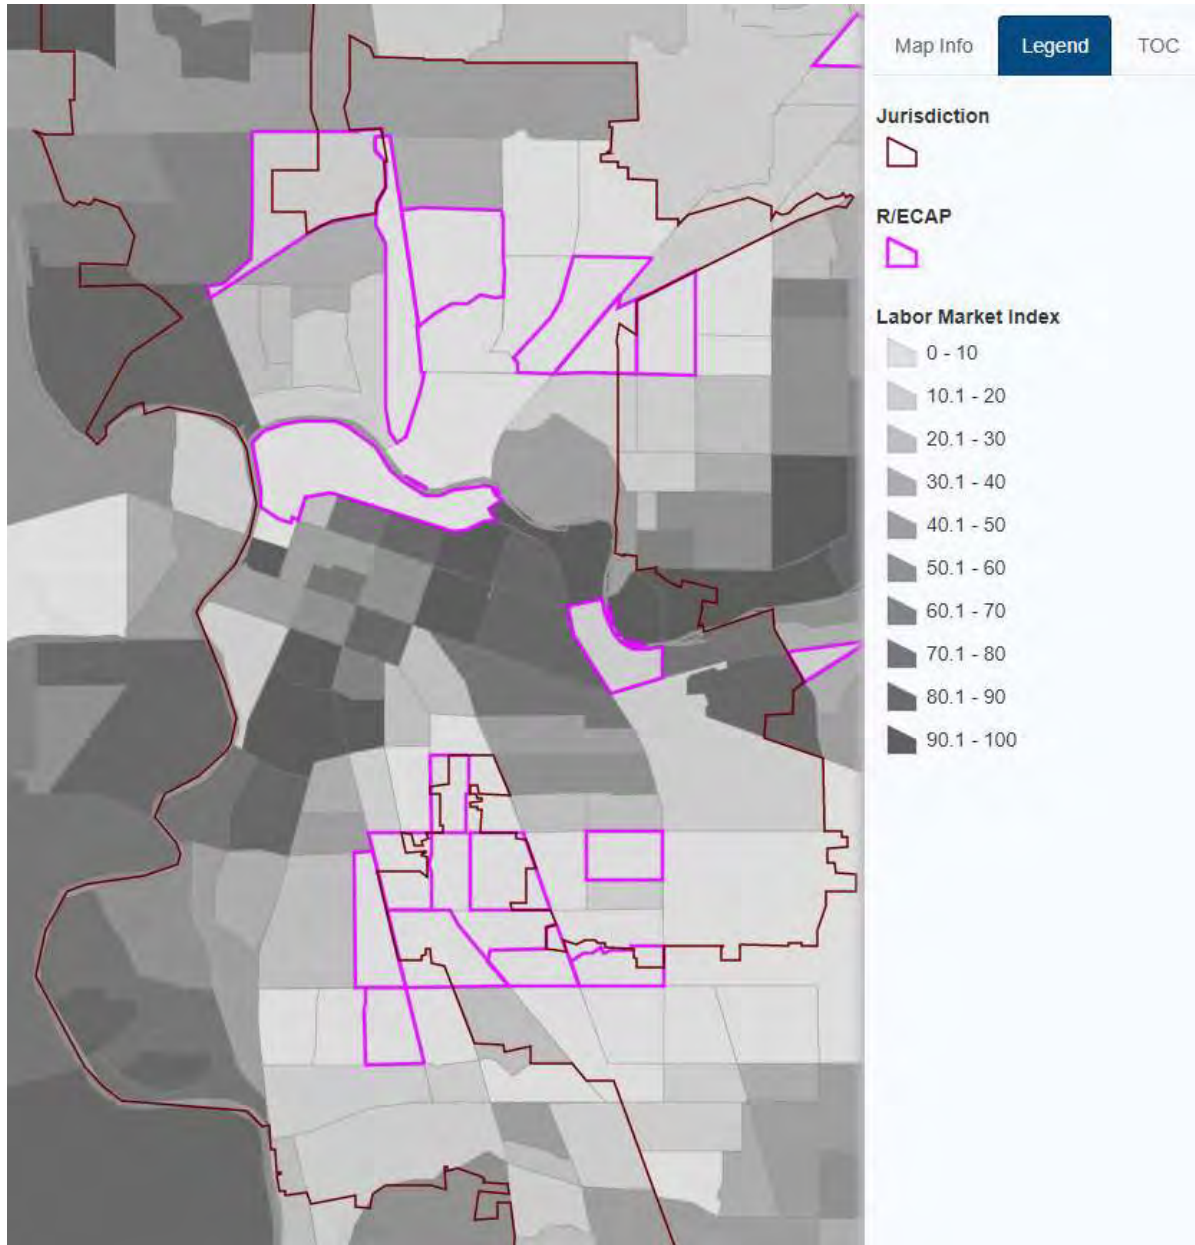 Map Info Legend TOC
Jurisdiction
R/ECAP
Labor Market Index
0 - 10
10.1 - 20
20.1 - 30
30.1 - 40
40.1 - 50
50.1 - 60
60.1 - 70
70.1 - 80
80.1 - 90
90.1 - 100